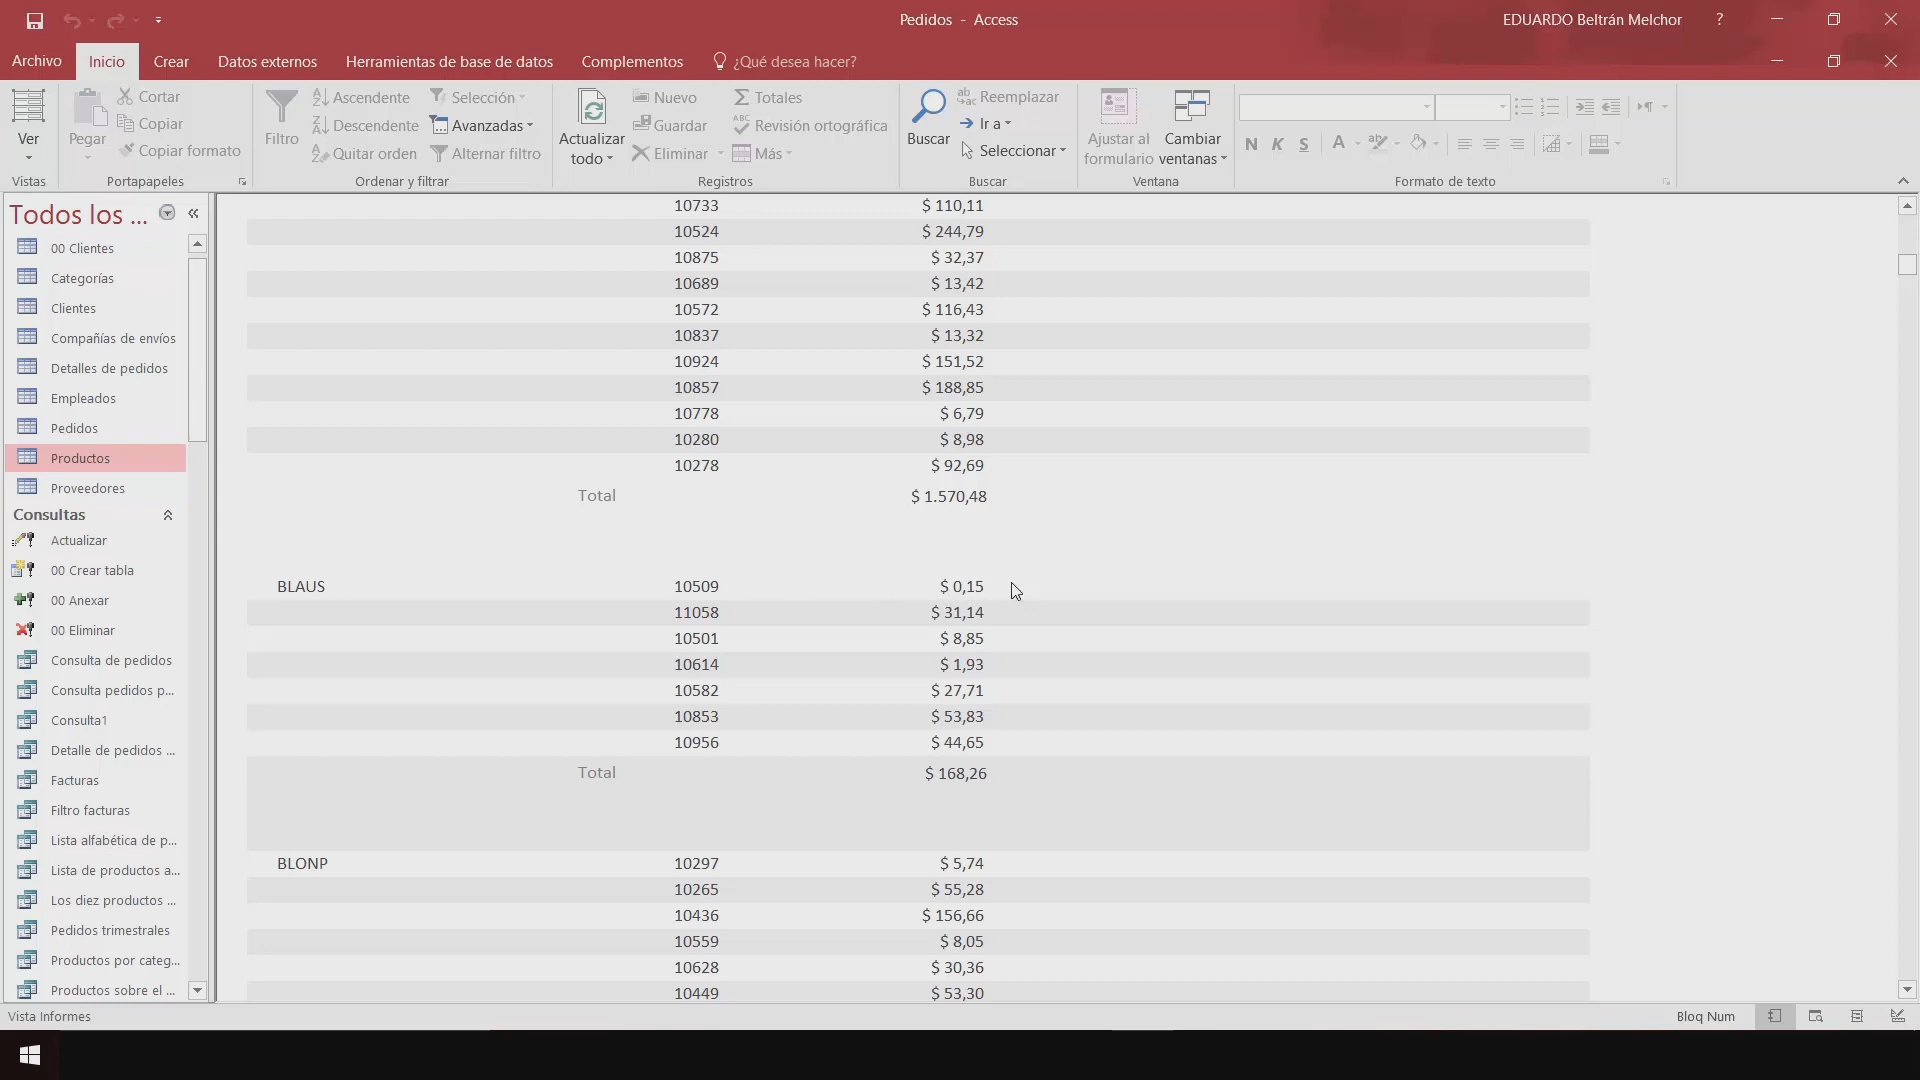 Pedidos - Access
EDUARDO Beltrán Melchor
?
Archivo
Inicio
Crear
Datos externos
Herramientas de base de datos
Complementos
¿Qué desea hacer?
Ver
Vistas
Pegar
Cortar
Copiar
Copiar formato
Portapapeles
Filtro
Ascendente
Descendente
Quitar orden
Selección
Avanzadas
Alternar filtro
Ordenar y filtrar
Actualizar
todo
Nuevo
Guardar
Eliminar
Totales
Revisión ortográfica
Más
Registros
Buscar
Reemplazar
Ir a
Seleccionar
Buscar
Ajustar al
formulario
Cambiar
ventanas
Ventana
N K S A
Formato de texto
Todos los ...
00 Clientes
Categorías
Clientes
Compañías de envíos
Detalles de pedidos
Empleados
Pedidos
Productos
Proveedores
Consultas
Actualizar
00 Crear tabla
00 Anexar
00 Eliminar
Consulta de pedidos
Consulta pedidos p...
Consulta1
Detalle de pedidos ...
Facturas
Filtro facturas
Lista alfabética de p...
Lista de productos a...
Los diez productos ...
Pedidos trimestrales
Productos por categ...
Productos sobre el ...
10733 $ 110,11
10524 $ 244,79
10875 $ 32,37
10689 $ 13,42
10572 $ 116,43
10837 $ 13,32
10924 $ 151,52
10857 $ 188,85
10778 $ 6,79
10280 $ 8,98
10278 $ 92,69
Total $ 1.570,48
BLAUS 10509 $ 0,15
11058 $ 31,14
10501 $ 8,85
10614 $ 1,93
10582 $ 27,71
10853 $ 53,83
10956 $ 44,65
Total $ 168,26
BLONP 10297 $ 5,74
10265 $ 55,28
10436 $ 156,66
10559 $ 8,05
10628 $ 30,36
10449 $ 53,30
Vista Informes
Bloq Num